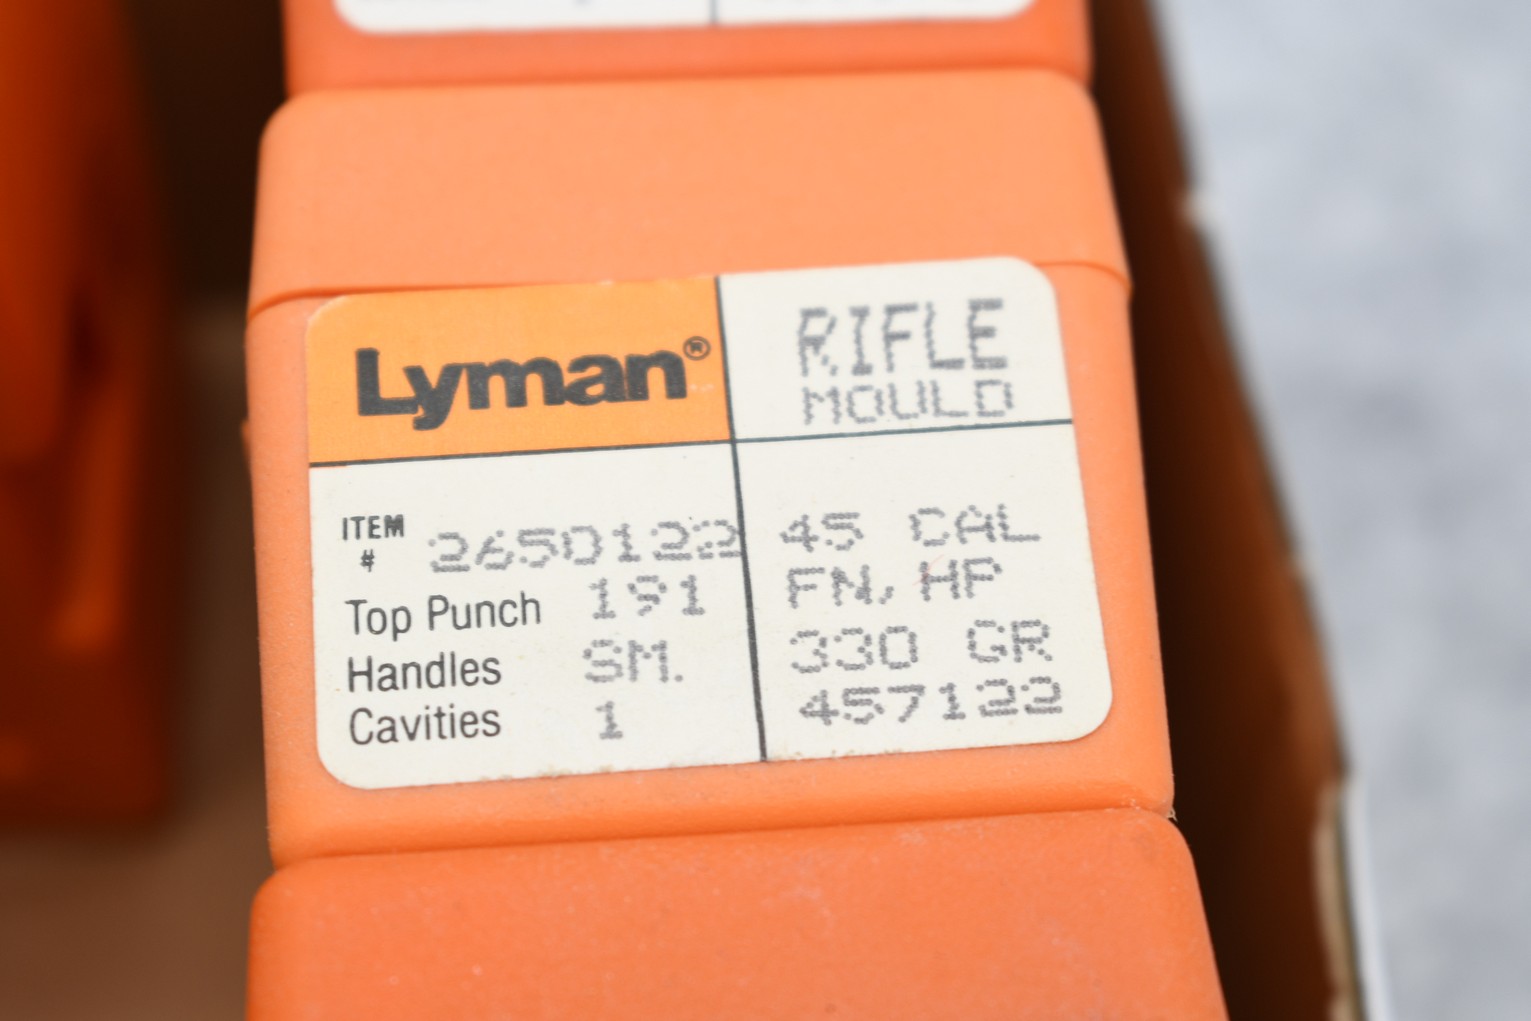 Lyman®
RIFLE
MOULD
ITEM # 2650122
Top Punch 191
Handles SM.
Cavities 1
45 CAL
FN, HP
330 GR
457122